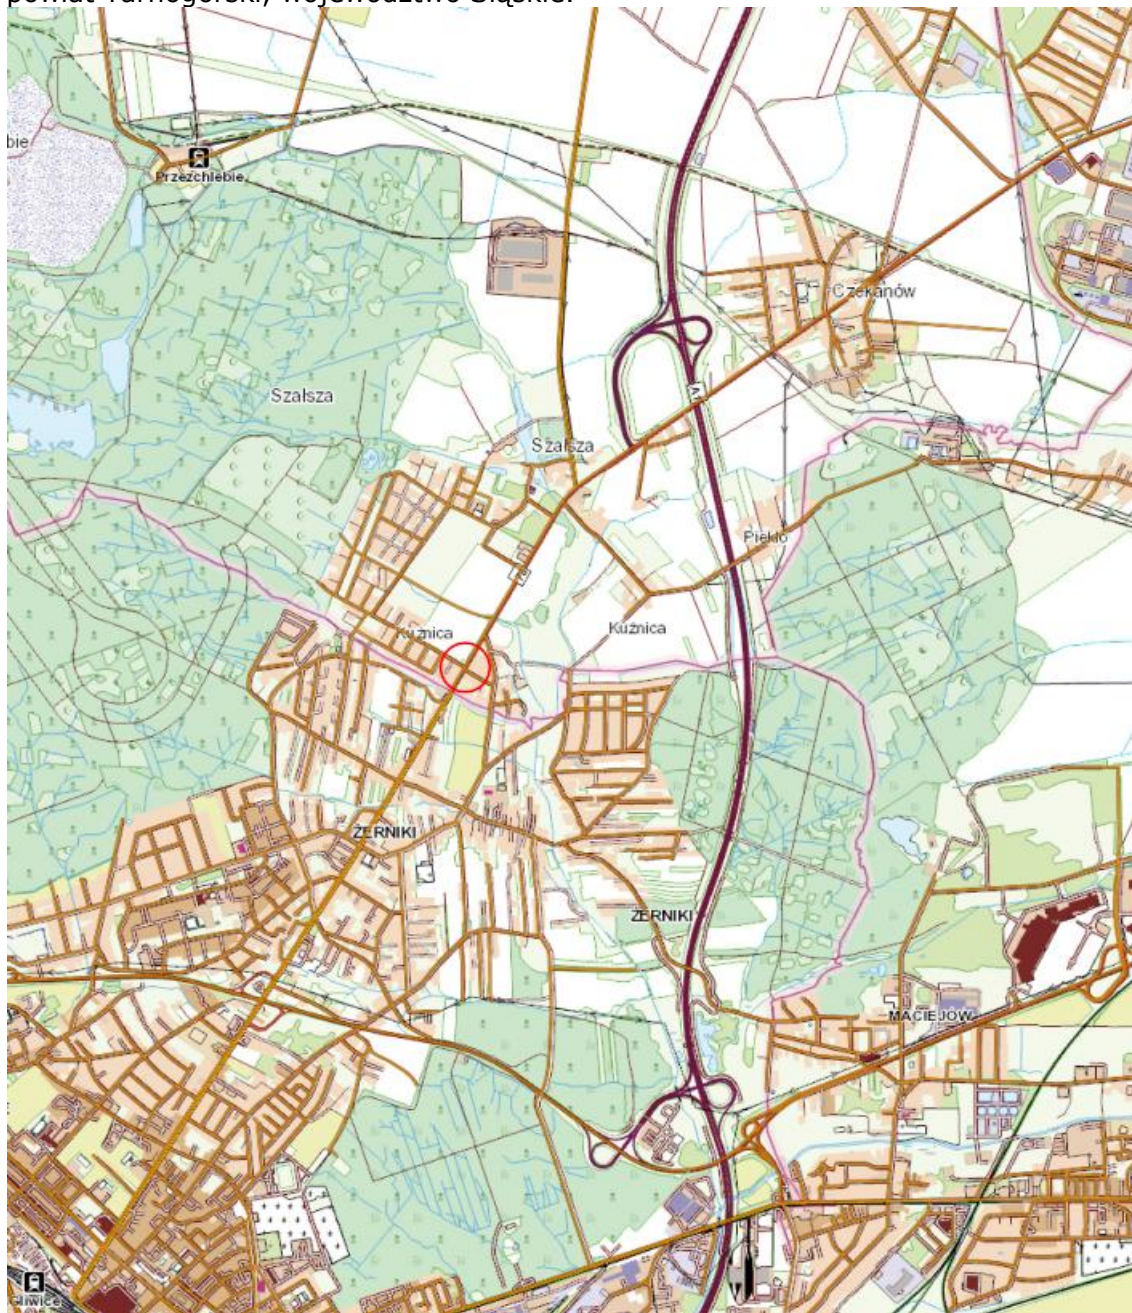 powiat Tarnogórski, województwo Śląskie.
bie
Przezchlebie
Czekanów
Szałsza
A1
Szałsza
Piekło
Kuźnica
Kuźnica
ŻERNIKI
ŻERNIKI
MACIEJÓW
Gliwice